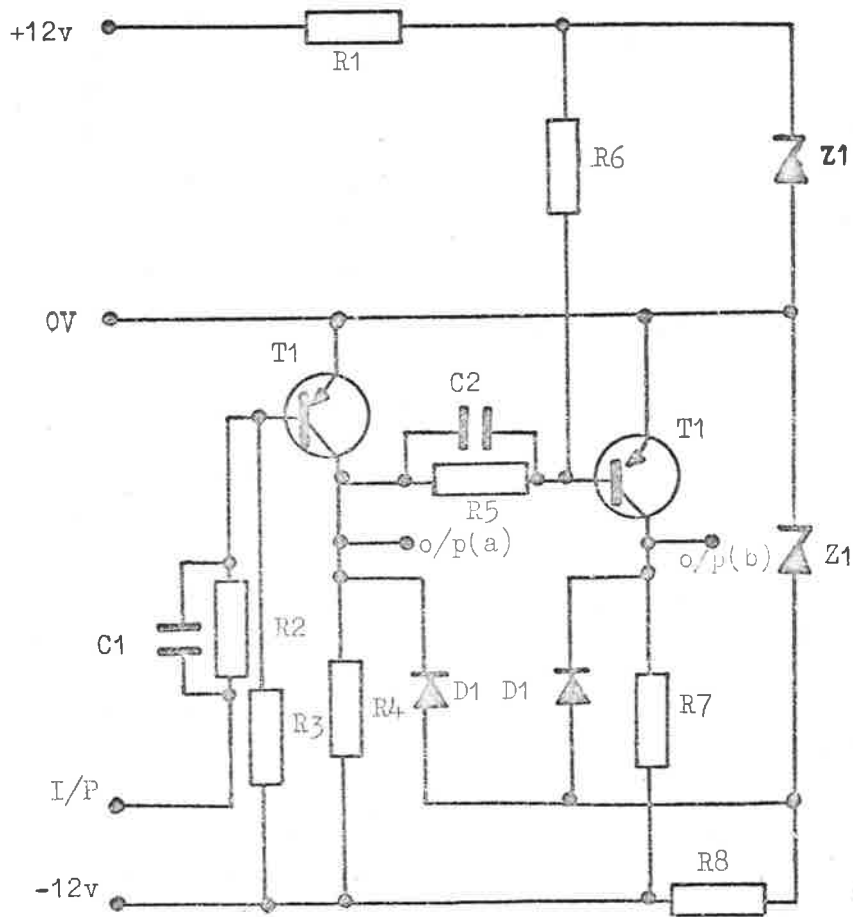 +12v
R1
R6
Z1
0V
T1
C2
T1
R5
o/p(a)
o/p(b)
Z1
C1
R2
R3
R4
D1
D1
R7
I/P
R8
-12v